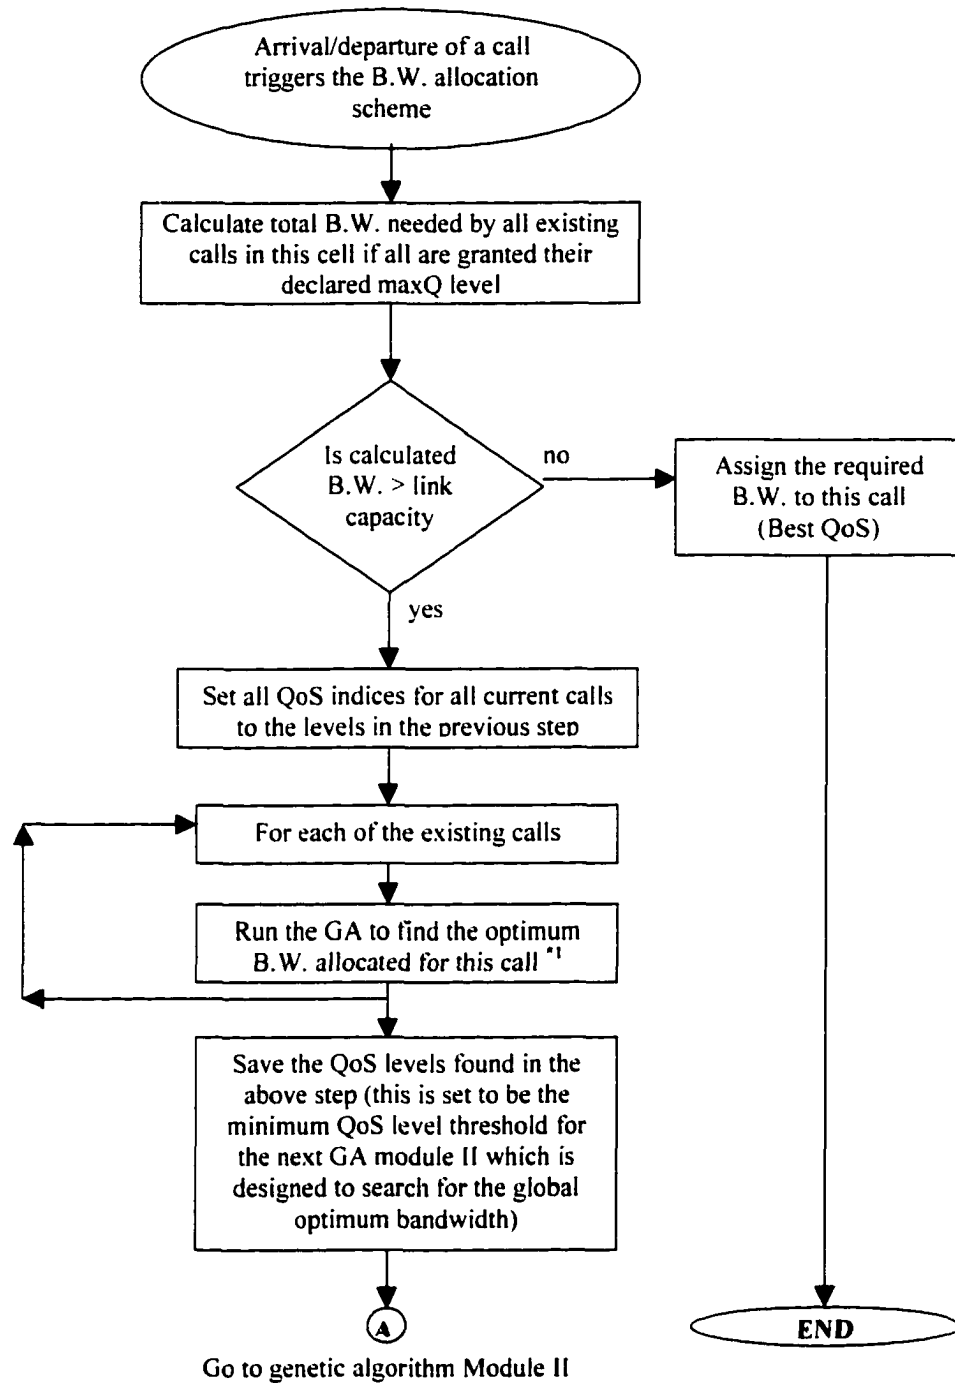 Arrival/departure of a call
triggers the B.W. allocation
scheme
Calculate total B.W. needed by all existing
calls in this cell if all are granted their
declared maxQ level
Is calculated
B.W. > link
capacity
no
Assign the required
B.W. to this call
(Best QoS)
yes
Set all QoS indices for all current calls
to the levels in the previous step
For each of the existing calls
Run the GA to find the optimum
B.W. allocated for this call *1
Save the QoS levels found in the
above step (this is set to be the
minimum QoS level threshold for
the next GA module II which is
designed to search for the global
optimum bandwidth)
A
END
Go to genetic algorithm Module II